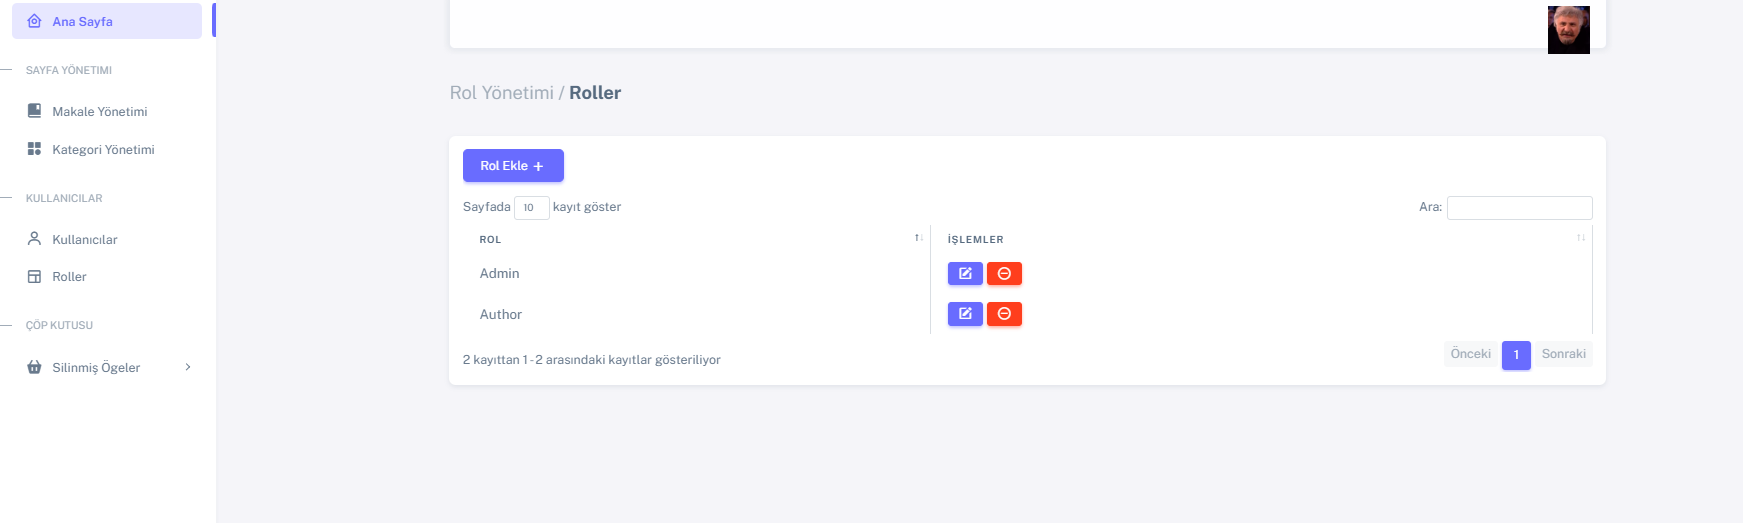 Ana Sayfa
SAYFA YÖNETIMI
Makale Yönetimi
Kategori Yönetimi
KULLANICILAR
Kullanıcılar
Roller
ÇÖP KUTUSU
Silinmiş Ögeler
Rol Yönetimi / Roller
Rol Ekle +
Sayfada 10 kayıt göster
Ara:
ROL İŞLEMLER
Admin
Author
2 kayıttan 1 - 2 arasındaki kayıtlar gösteriliyor
Önceki 1 Sonraki